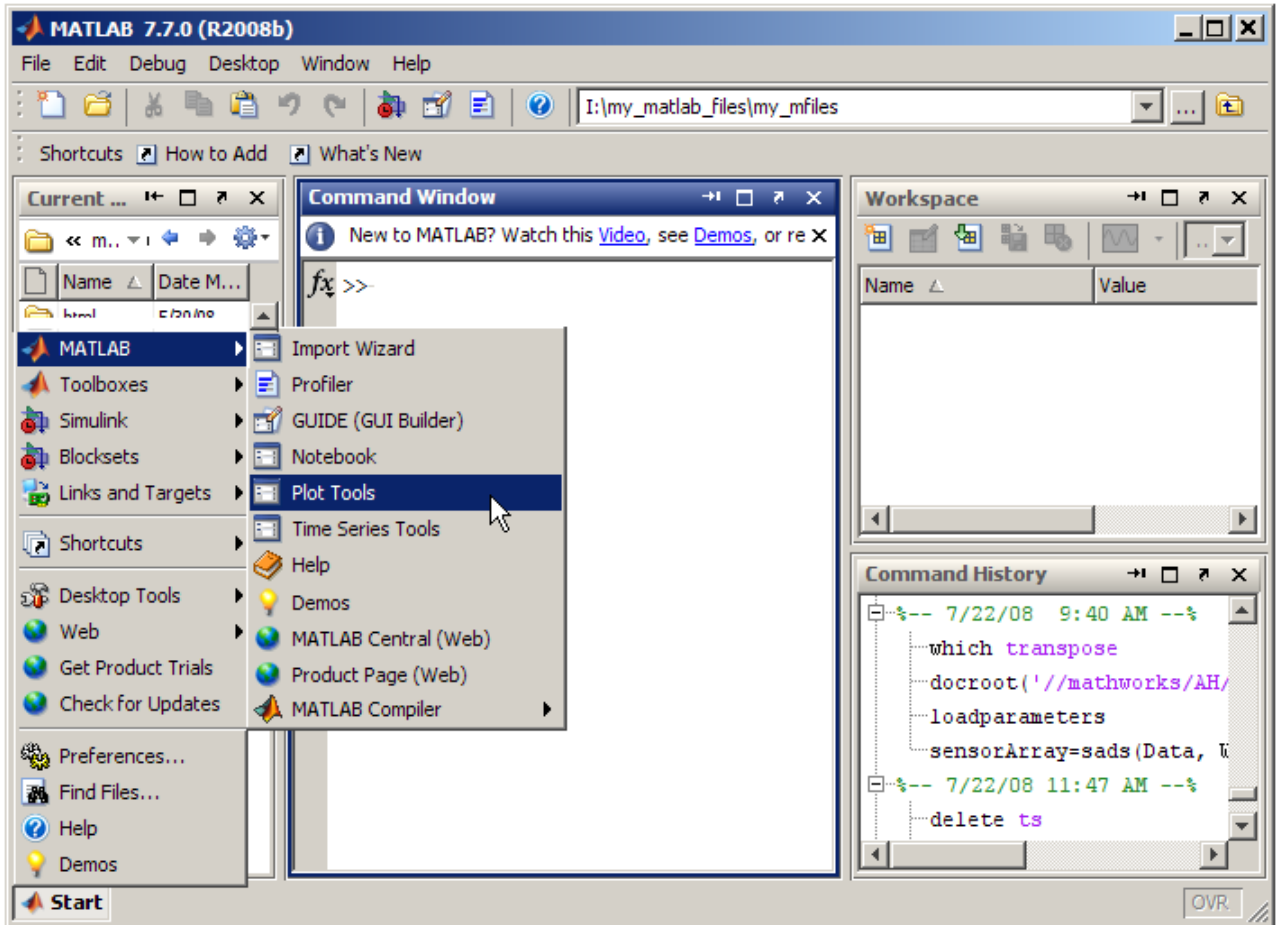 MATLAB 7.7.0 (R2008b)
File Edit Debug Desktop Window Help
I:\my_matlab_files\my_mfiles ...
Shortcuts How to Add What's New
Current ...
« m..
Name Date M...
html 5/30/08
Command Window
New to MATLAB? Watch this Video, see Demos, or re
fx >>
Workspace
..
Name Value
MATLAB
Toolboxes
Simulink
Blocksets
Links and Targets
Shortcuts
Desktop Tools
Web
Get Product Trials
Check for Updates
Preferences...
Find Files...
Help
Demos
Start
Import Wizard
Profiler
GUIDE (GUI Builder)
Notebook
Plot Tools
Time Series Tools
Help
Demos
MATLAB Central (Web)
Product Page (Web)
MATLAB Compiler
Command History
%-- 7/22/08 9:40 AM --%
which transpose
docroot('//mathworks/AH/
loadparameters
sensorArray=sads(Data, W
%-- 7/22/08 11:47 AM --%
delete ts
OVR